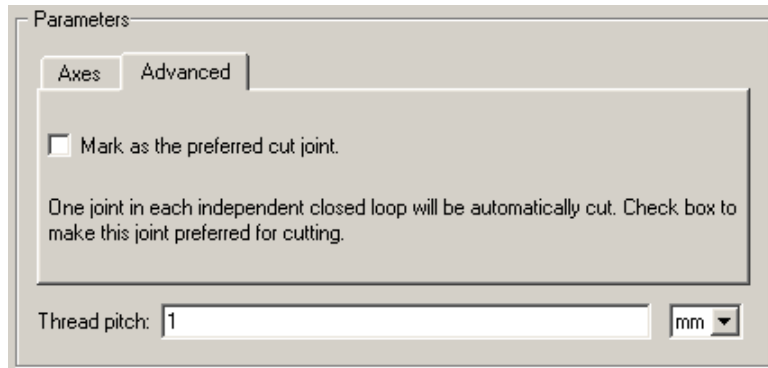 Parameters
Axes Advanced
Mark as the preferred cut joint.
One joint in each independent closed loop will be automatically cut. Check box to
make this joint preferred for cutting.
Thread pitch: 1 mm